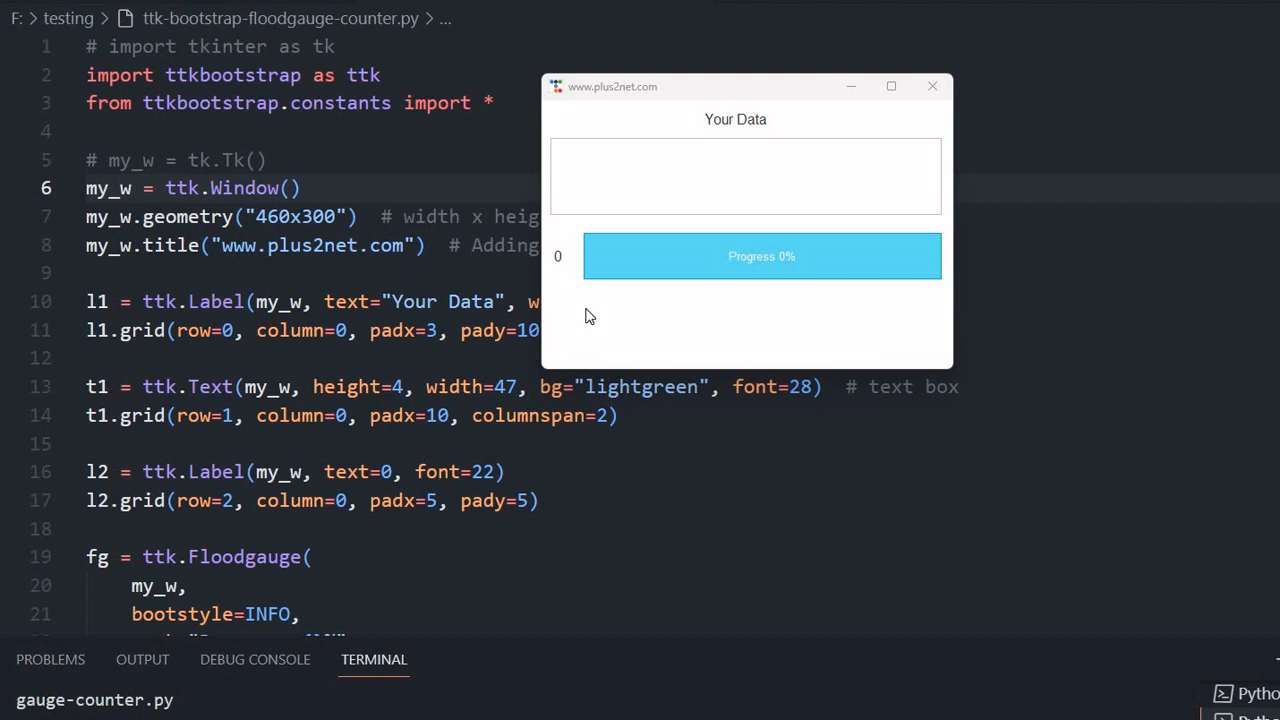 F: > testing > ttk-bootstrap-floodgauge-counter.py > ...
1 # import tkinter as tk
2 import ttkbootstrap as ttk
3 from ttkbootstrap.constants import *
4
5 # my_w = tk.Tk()
6 my_w = ttk.Window()
7 my_w.geometry("460x300") # width x heig
8 my_w.title("www.plus2net.com") # Adding
9
10 l1 = ttk.Label(my_w, text="Your Data", w
11 l1.grid(row=0, column=0, padx=3, pady=10
12
13 t1 = ttk.Text(my_w, height=4, width=47, bg="lightgreen", font=28) # text box
14 t1.grid(row=1, column=0, padx=10, columnspan=2)
15
16 l2 = ttk.Label(my_w, text=0, font=22)
17 l2.grid(row=2, column=0, padx=5, pady=5)
18
19 fg = ttk.Floodgauge(
20 my_w,
21 bootstyle=INFO,
www.plus2net.com
Your Data
0 Progress 0%
PROBLEMS OUTPUT DEBUG CONSOLE TERMINAL
gauge-counter.py
Pytho